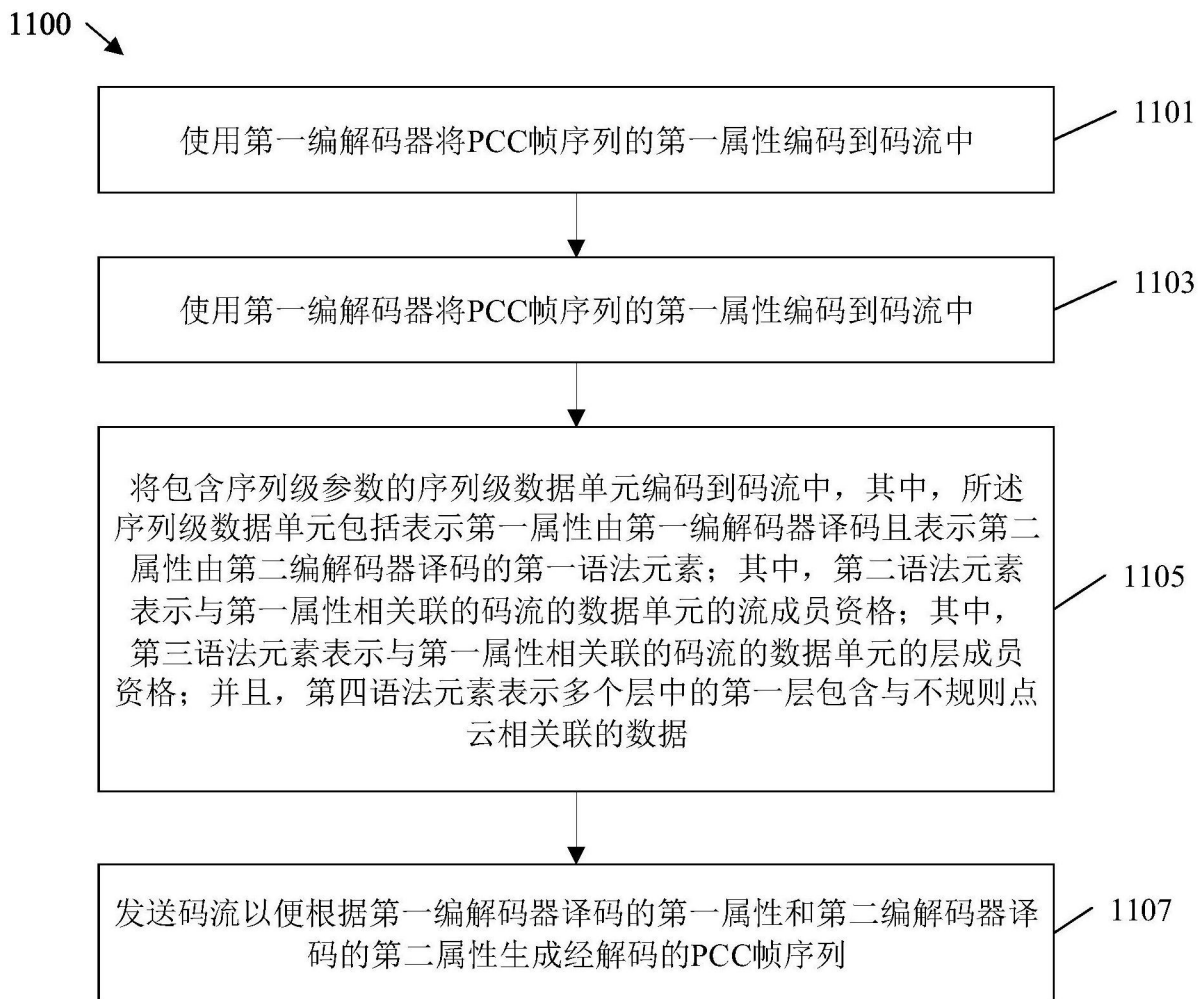 1100
使用第一编解码器将PCC帧序列的第一属性编码到码流中
1101
使用第一编解码器将PCC帧序列的第一属性编码到码流中
1103
将包含序列级参数的序列级数据单元编码到码流中，其中，所述
序列级数据单元包括表示第一属性由第一编解码器译码且表示第二
属性由第二编解码器译码的第一语法元素；其中，第二语法元素
表示与第一属性相关联的码流的数据单元的流成员资格；其中，
第三语法元素表示与第一属性相关联的码流的数据单元的层成员
资格；并且，第四语法元素表示多个层中的第一层包含与不规则点
云相关联的数据
1105
发送码流以便根据第一编解码器译码的第一属性和第二编解码器译
码的第二属性生成经解码的PCC帧序列
1107